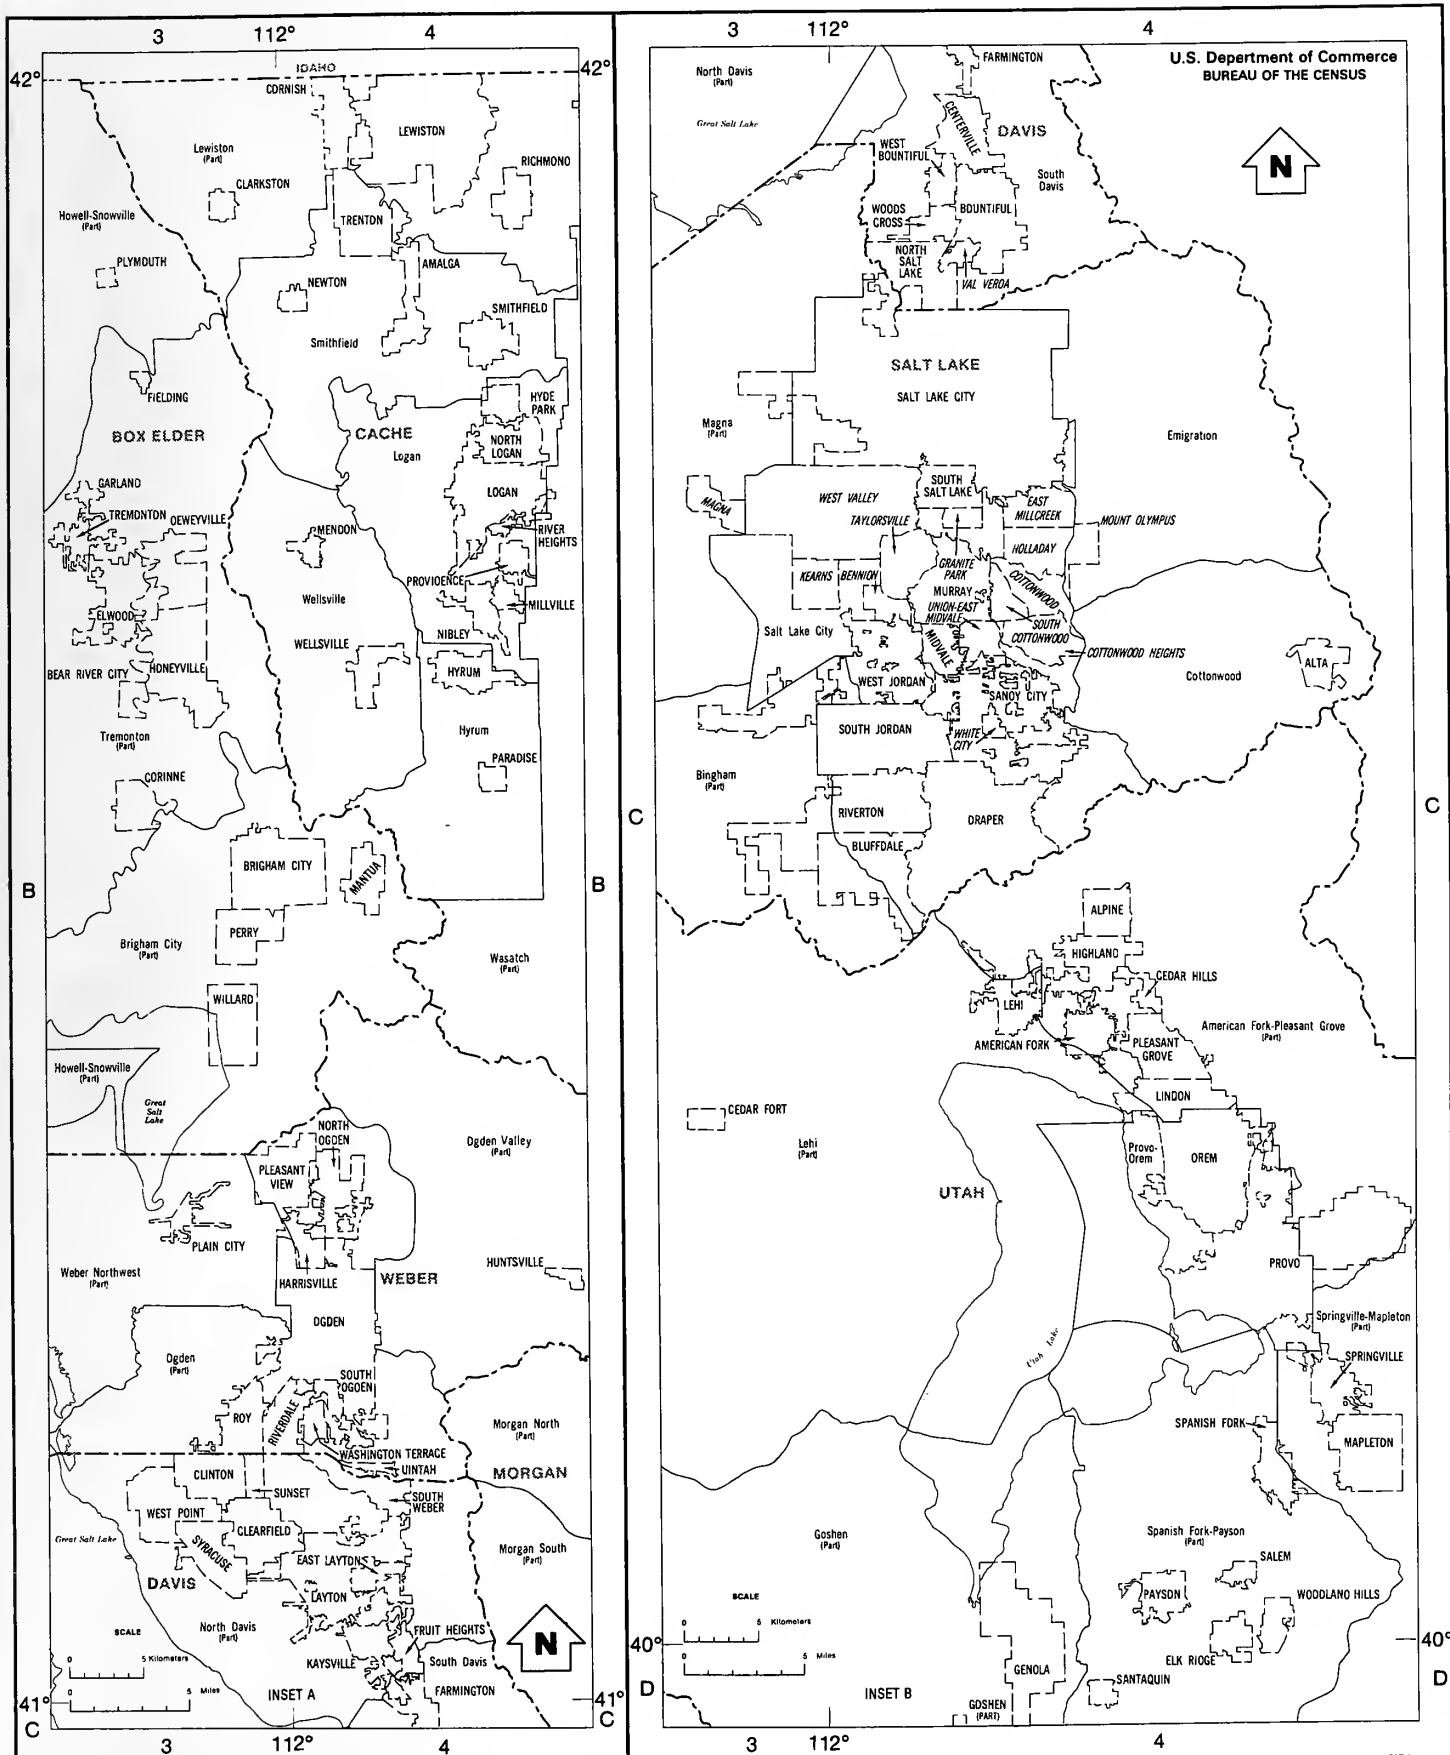 3
112°
4
42°
42°
IDAHO
CORNISH
LEWISTON
Lewiston
(Part)
RICHMONO
CLARKSTON
Howell-Snowville
(Part)
TRENTON
PLYMOUTH
AMALGA
NEWTON
SMITHFIELD
Smithfield
FIELDING
HYDE
PARK
BOX ELDER
CACHE
NORTH
LOGAN
Logan
GARLAND
LOGAN
TREMONTON
OEWEYVILLE
MENDON
RIVER
HEIGHTS
PROVIOENCE
Wellsville
MILLVILLE
ELWOOD
NIBLEY
WELLSVILLE
BEAR RIVER CITY
HONEYVILLE
HYRUM
Tremonton
(Part)
Hyrum
CORINNE
PARADISE
BRIGHAM CITY
MANTUA
B
B
PERRY
Brigham City
(Part)
Wasatch
(Part)
WILLARD
Howell-Snowville
(Part)
Great
Salt
Lake
NORTH
OGDEN
Ogden Valley
(Part)
PLEASANT
VIEW
PLAIN CITY
Weber Northwest
(Part)
HUNTSVILLE
HARRISVILLE
WEBER
OGDEN
Ogden
(Part)
SOUTH
OGOEN
ROY
RIVERDALE
Morgan North
(Part)
WASHINGTON TERRACE
UINTAH
CLINTON
MORGAN
SUNSET
SOUTH
WEBER
WEST POINT
CLEARFIELD
Great Salt Lake
SYRACUSE
EAST LAYTON
Morgan South
(Part)
DAVIS
LAYTON
North Davis
(Part)
SCALE
FRUIT HEIGHTS
N
0 5 Kilometers
KAYSVILLE
South Davis
0 5 Miles
INSET A
FARMINGTON
41°
41°
C
C
3
112°
4
3
112°
4
North Davis
(Part)
FARMINGTON
U.S. Department of Commerce
BUREAU OF THE CENSUS
Great Salt Lake
CENTERVILLE
DAVIS
WEST
BOUNTIFUL
N
South
Davis
WOODS
CROSS
BOUNTIFUL
NORTH
SALT
LAKE
VAL VEROA
SALT LAKE
SALT LAKE CITY
Magna
(Part)
Emigration
SOUTH
SALT LAKE
MAGNA
WEST VALLEY
EAST
MILLCREEK
TAYLORSVILLE
MOUNT OLYMPUS
HOLLADAY
GRANITE
PARK
KEARNS
BENNION
COTTONWOOD
MURRAY
UNION-EAST
MIDVALE
Salt Lake City
SOUTH
COTTONWOOD
MIDVALE
COTTONWOOD HEIGHTS
ALTA
WEST JORDAN
Cottonwood
SANOY CITY
SOUTH JORDAN
WHITE
CITY
Bingham
(Part)
C
C
RIVERTON
DRAPER
BLUFFDALE
ALPINE
HIGHLAND
CEDAR HILLS
LEHI
American Fork-Pleasant Grove
(Part)
AMERICAN FORK
PLEASANT
GROVE
LINDON
CEDAR FORT
Lehi
(Part)
Provo-
Orem
OREM
UTAH
PROVO
Springville-Mapleton
(Part)
Utah Lake
SPRINGVILLE
SPANISH FORK
MAPLETON
Goshen
(Part)
Spanish Fork-Payson
(Part)
SALEM
SCALE
PAYSON
WOODLANO HILLS
0 5 Kilometers
40°
40°
0 5 Miles
ELK RIOGE
GENOLA
SANTAQUIN
D
D
INSET B
GOSHEN
(PART)
3
112°
4